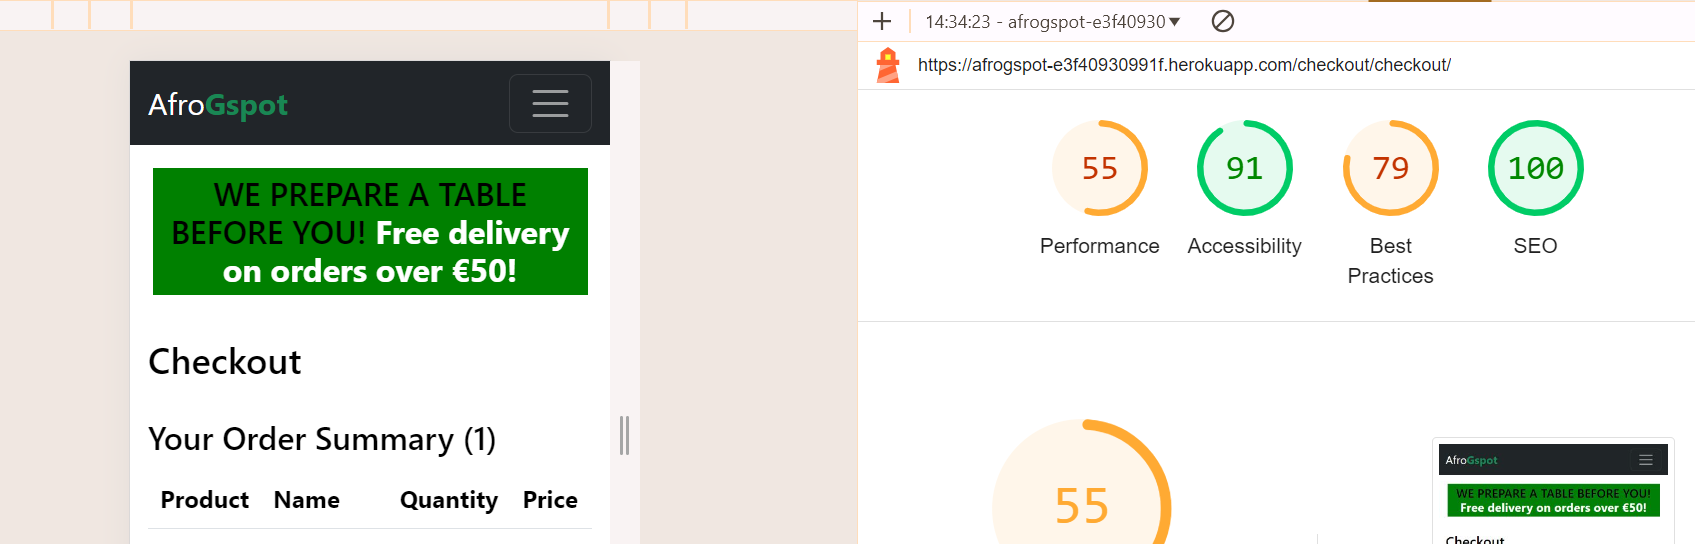 AfroGspot
WE PREPARE A TABLE
BEFORE YOU! Free delivery
on orders over €50!
Checkout
Your Order Summary (1)
Product Name Quantity Price
14:34:23 - afrogspot-e3f40930
https://afrogspot-e3f40930991f.herokuapp.com/checkout/checkout/
55 91 79 100
Performance Accessibility Best SEO
Practices
55
AfroGspot
WE PREPARE A TABLE BEFORE YOU!
Free delivery on orders over €50!
Checkout